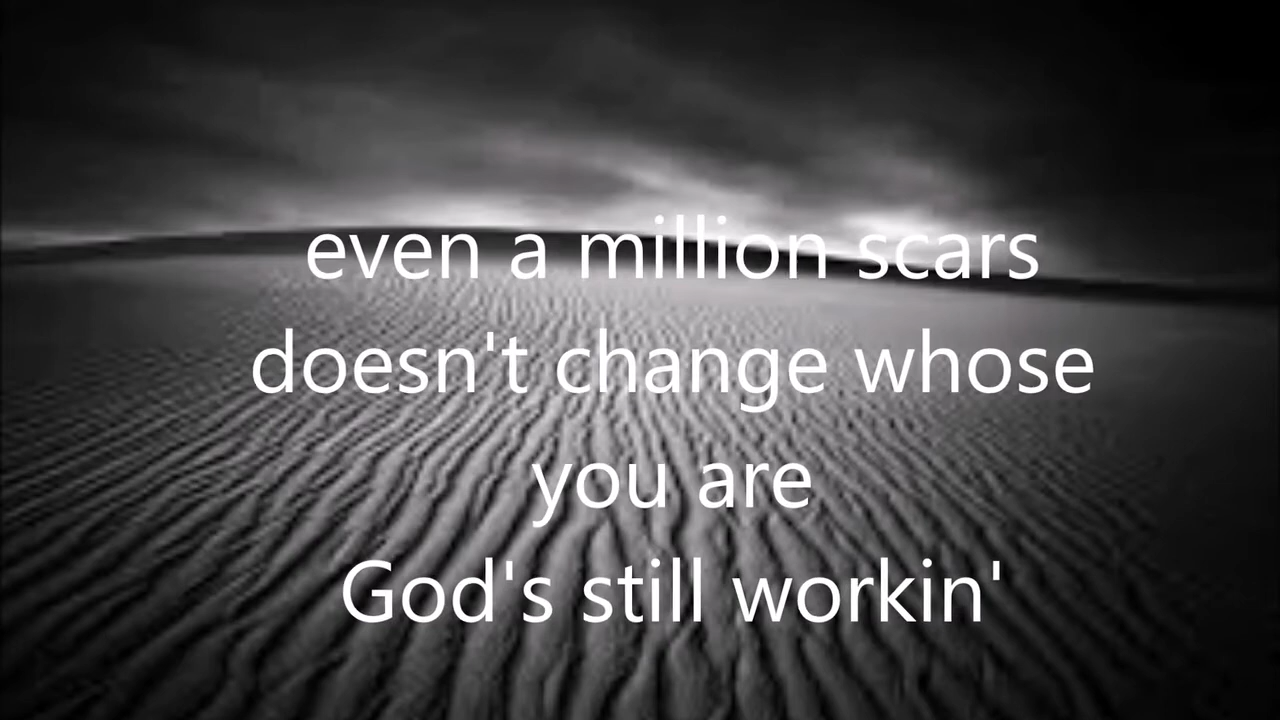 even a million scars
doesn't change whose
you are
God's still workin'